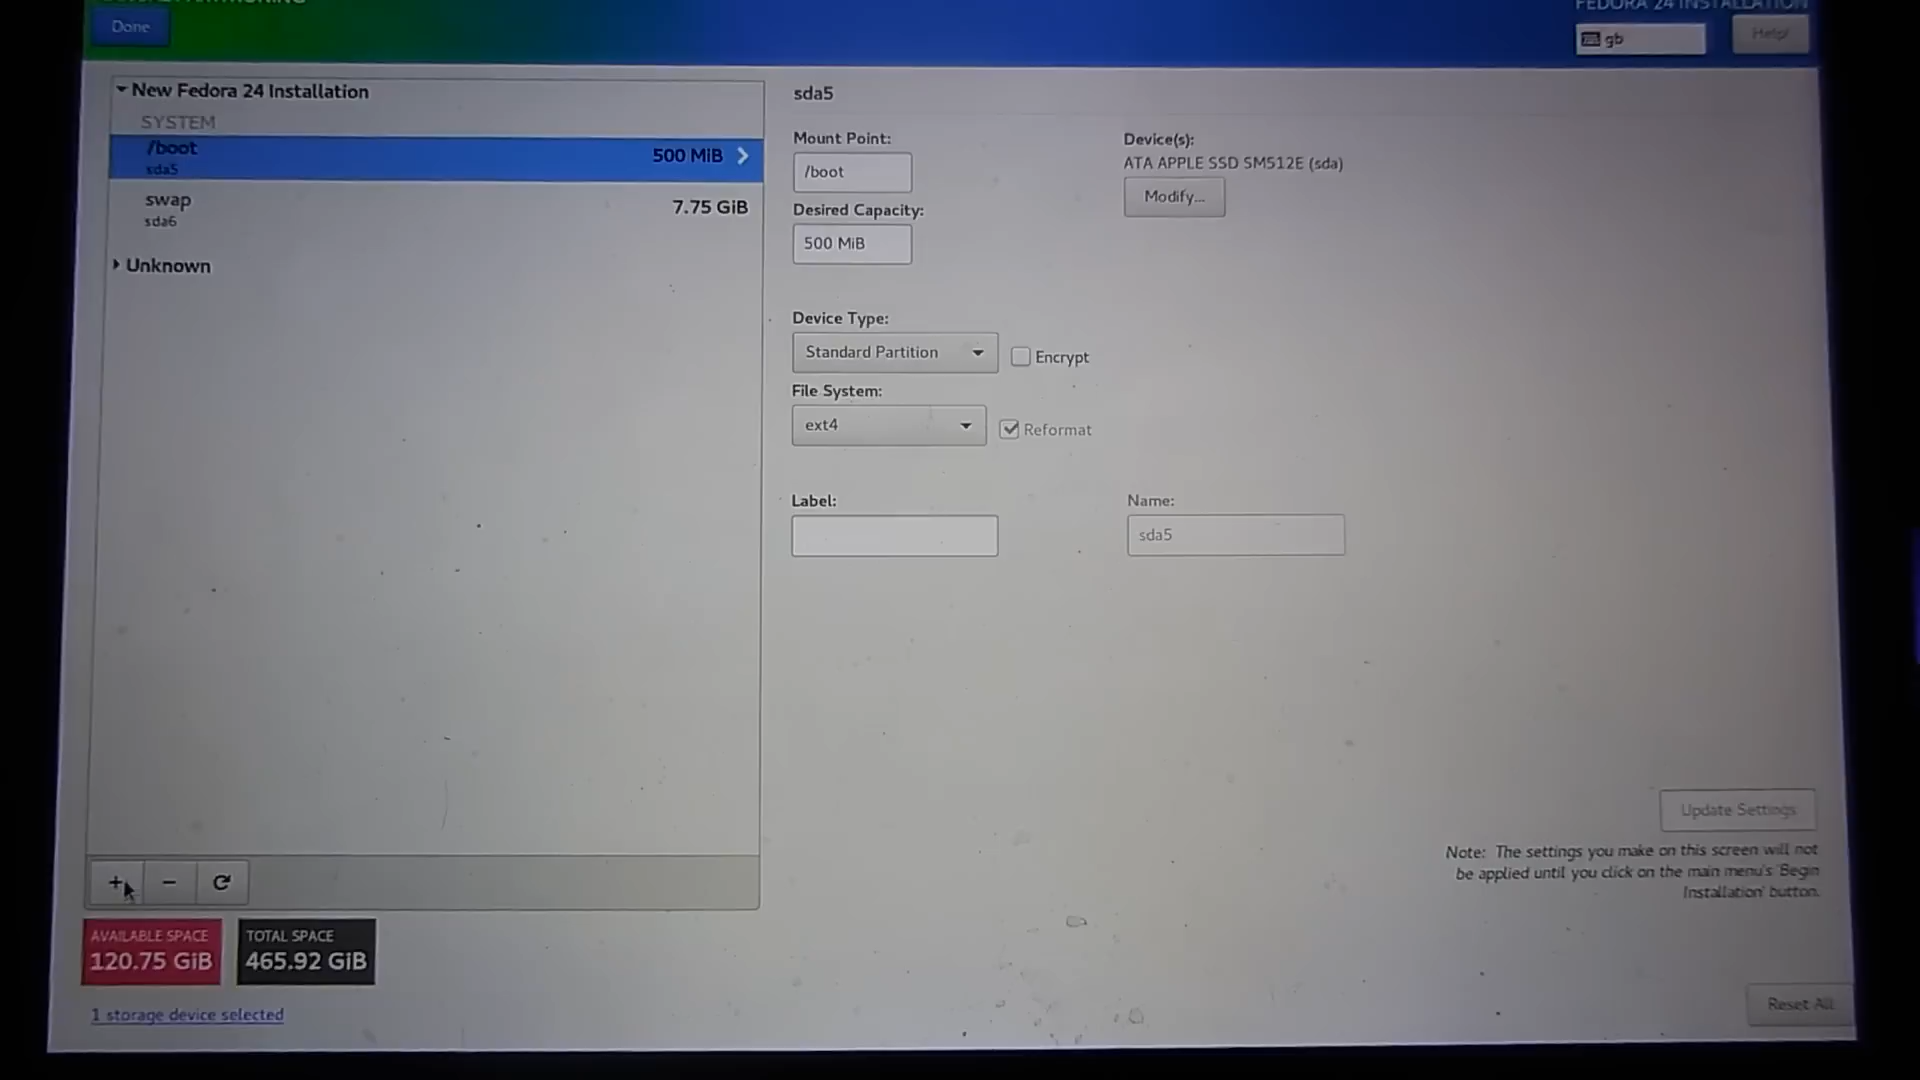 Done
FEDORA 24 INSTALLATION
gb
Help!
New Fedora 24 Installation
SYSTEM
/boot
sda5
500 MiB
swap
sda6
7.75 GiB
Unknown
sda5
Mount Point:
/boot
Desired Capacity:
500 MiB
Device(s):
ATA APPLE SSD SM512E (sda)
Modify...
Device Type:
Standard Partition
Encrypt
File System:
ext4
Reformat
Label:
Name:
sda5
Update Settings
Note: The settings you make on this screen will not
be applied until you click on the main menu's 'Begin
Installation' button.
+
−
AVAILABLE SPACE
120.75 GiB
TOTAL SPACE
465.92 GiB
1 storage device selected
Reset All